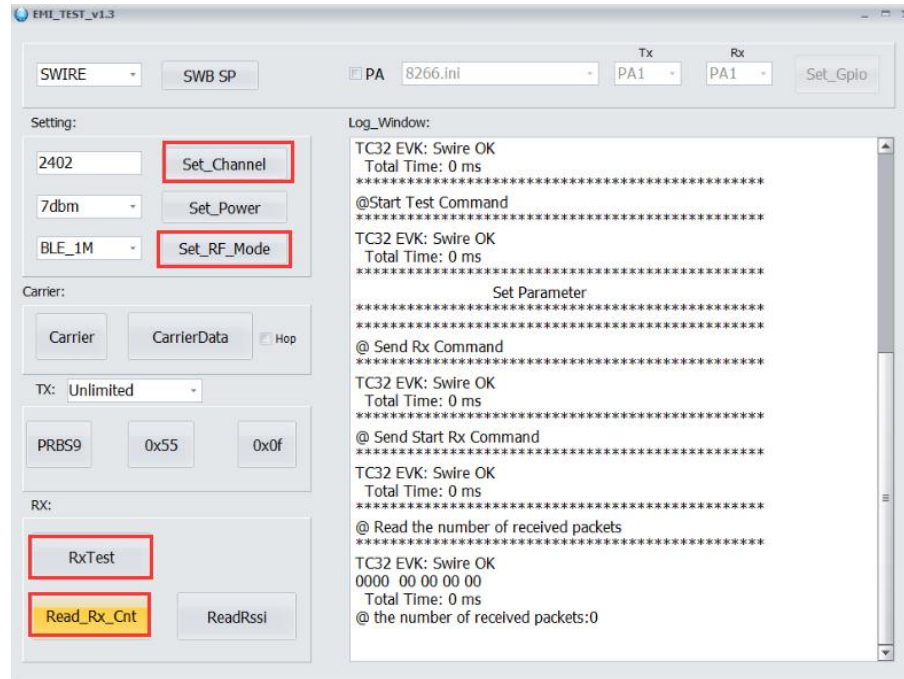 EMI_TEST_v1.3
SWIRE
SWB SP
PA
8266.ini
Tx
PA1
Rx
PA1
Set_Gpio
Setting:
2402
Set_Channel
7dbm
Set_Power
BLE_1M
Set_RF_Mode
Carrier:
Carrier
CarrierData
Hop
TX:
Unlimited
PRBS9
0x55
0x0f
RX:
RxTest
Read_Rx_Cnt
ReadRssi
Log_Window:
TC32 EVK: Swire OK
Total Time: 0 ms
**************************************************
@Start Test Command
**************************************************
TC32 EVK: Swire OK
Total Time: 0 ms
**************************************************
Set Parameter
**************************************************
**************************************************
@ Send Rx Command
**************************************************
TC32 EVK: Swire OK
Total Time: 0 ms
**************************************************
@ Send Start Rx Command
**************************************************
TC32 EVK: Swire OK
Total Time: 0 ms
**************************************************
@ Read the number of received packets
**************************************************
TC32 EVK: Swire OK
0000 00 00 00 00
Total Time: 0 ms
@ the number of received packets:0